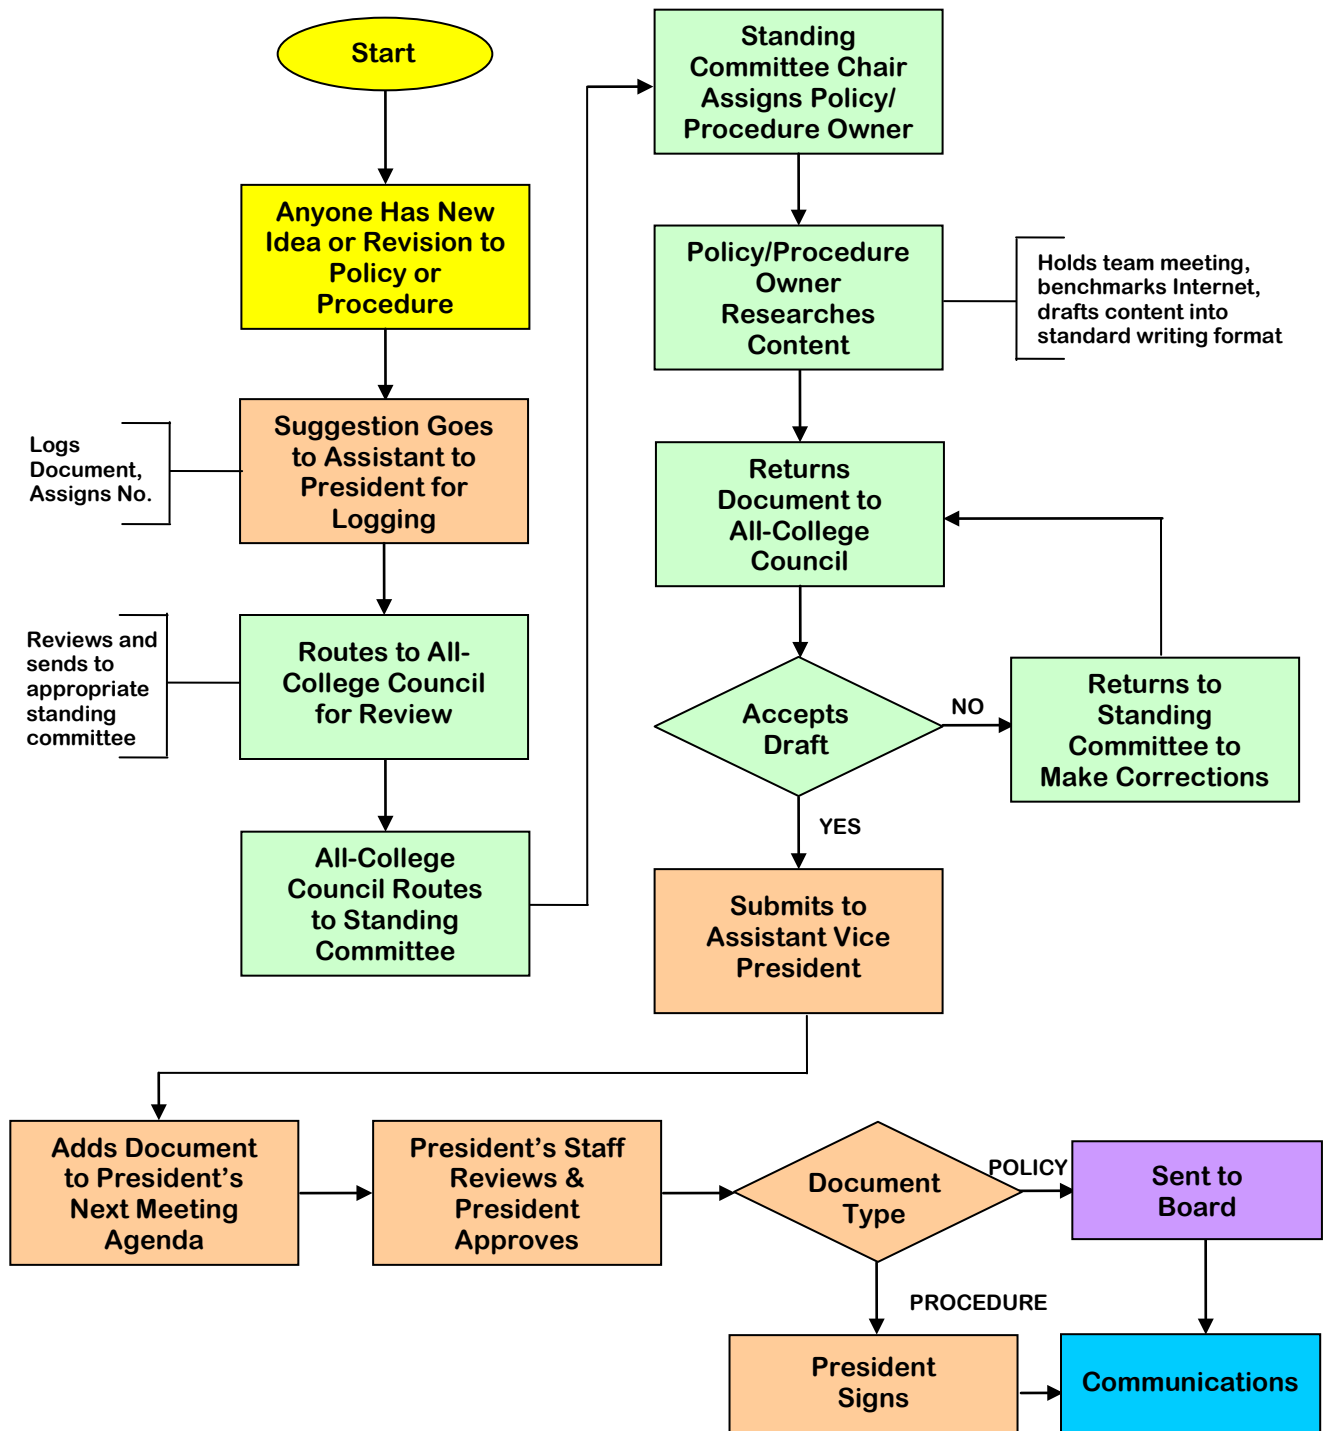 Start
Anyone Has New
Idea or Revision to
Policy or
Procedure
Suggestion Goes
to Assistant to
President for
Logging
Logs
Document,
Assigns No.
Routes to All-
College Council
for Review
Reviews and
sends to
appropriate
standing
committee
All-College
Council Routes
to Standing
Committee
Standing
Committee Chair
Assigns Policy/
Procedure Owner
Policy/Procedure
Owner
Researches
Content
Holds team meeting,
benchmarks Internet,
drafts content into
standard writing format
Returns
Document to
All-College
Council
Accepts
Draft
NO
Returns to
Standing
Committee to
Make Corrections
YES
Submits to
Assistant Vice
President
Adds Document
to President’s
Next Meeting
Agenda
President’s Staff
Reviews &
President
Approves
Document
Type
POLICY
Sent to
Board
PROCEDURE
President
Signs
Communications